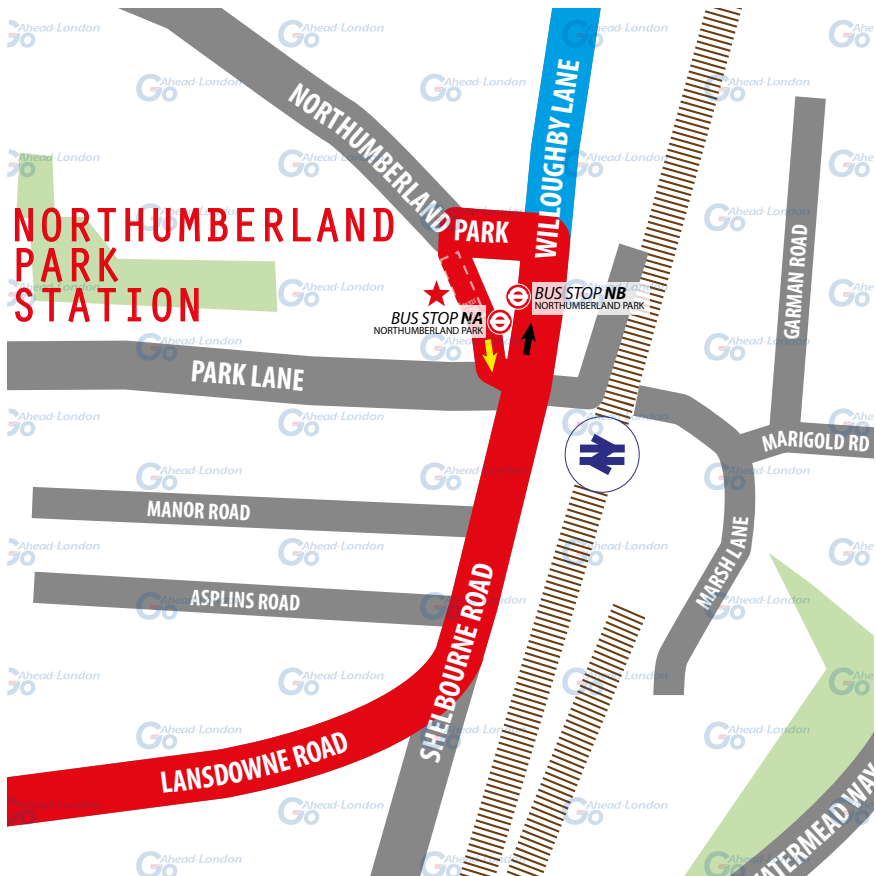 NORTHUMBERLAND
PARK
WILLOUGHBY LANE
NORTHUMBERLAND
PARK
STATION
GARMAN ROAD
BUS STOP NB
NORTHUMBERLAND PARK
BUS STOP NA
NORTHUMBERLAND PARK
PARK LANE
MARIGOLD RD
MANOR ROAD
MARSH LANE
ASPLINS ROAD
SHELBOURNE ROAD
LANSDOWNE ROAD
ATERMEAD WAY
Go Ahead-London